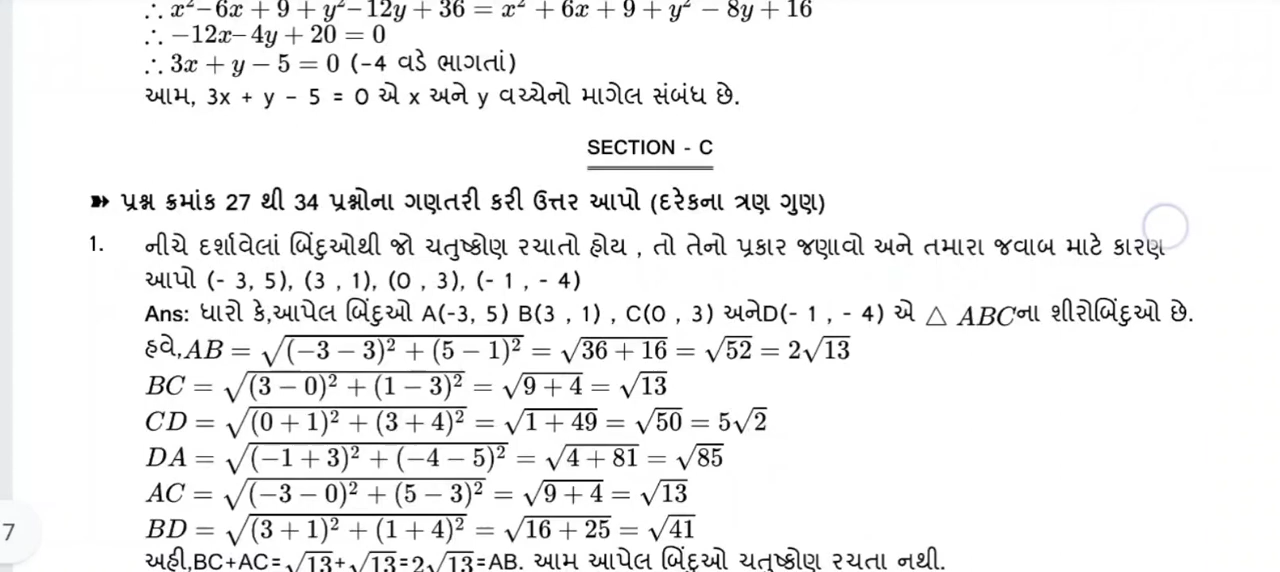 ∴ x²−6x + 9 + y²−12y + 36 = x² + 6x + 9 + y² − 8y + 16
∴ −12x−4y + 20 = 0
∴ 3x + y − 5 = 0 (−4 વડે ભાગતાં)
આમ, 3x + y - 5 = 0 એ x અને y વચ્ચેનો માગેલ સંબંધ છે.
SECTION - C
➽ પ્રશ્ન ક્રમાંક 27 થી 34 પ્રશ્નોના ગણતરી કરી ઉત્તર આપો (દરેકના ત્રણ ગુણ)
1. નીચે દર્શાવેલાં બિંદુઓથી જો ચતુષ્કોણ રચાતો હોય , તો તેનો પ્રકાર જણાવો અને તમારા જવાબ માટે કારણ
આપો (- 3, 5), (3 , 1), (0 , 3), (- 1 , - 4)
Ans: ધારો કે,આપેલ બિંદુઓ A(-3, 5) B(3 , 1) , C(0 , 3) અનેD(- 1 , - 4) એ △ ABCના શીરોબિંદુઓ છે.
હવે,AB = √((−3 − 3)² + (5 − 1)²) = √(36 + 16) = √52 = 2√13
BC = √((3 − 0)² + (1 − 3)²) = √(9 + 4) = √13
CD = √((0 + 1)² + (3 + 4)²) = √(1 + 49) = √50 = 5√2
DA = √((−1 + 3)² + (−4 − 5)²) = √(4 + 81) = √85
AC = √((−3 − 0)² + (5 − 3)²) = √(9 + 4) = √13
BD = √((3 + 1)² + (1 + 4)²) = √(16 + 25) = √41
7
અહી,BC+AC=√13+√13=2√13=AB. આમ આપેલ બિંદુઓ ચતુષ્કોણ રચતા નથી.